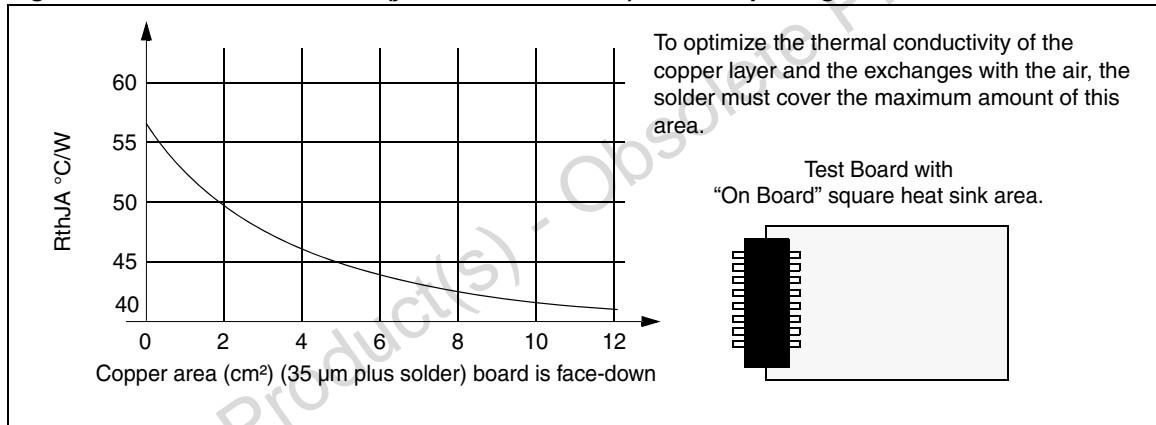 60
55
50
45
40
0 2 4 6 8 10 12
RthJA °C/W
Copper area (cm²) (35 µm plus solder) board is face-down
To optimize the thermal conductivity of the
copper layer and the exchanges with the air, the
solder must cover the maximum amount of this
area.
Test Board with
“On Board” square heat sink area.
Product(s) - Obsolete